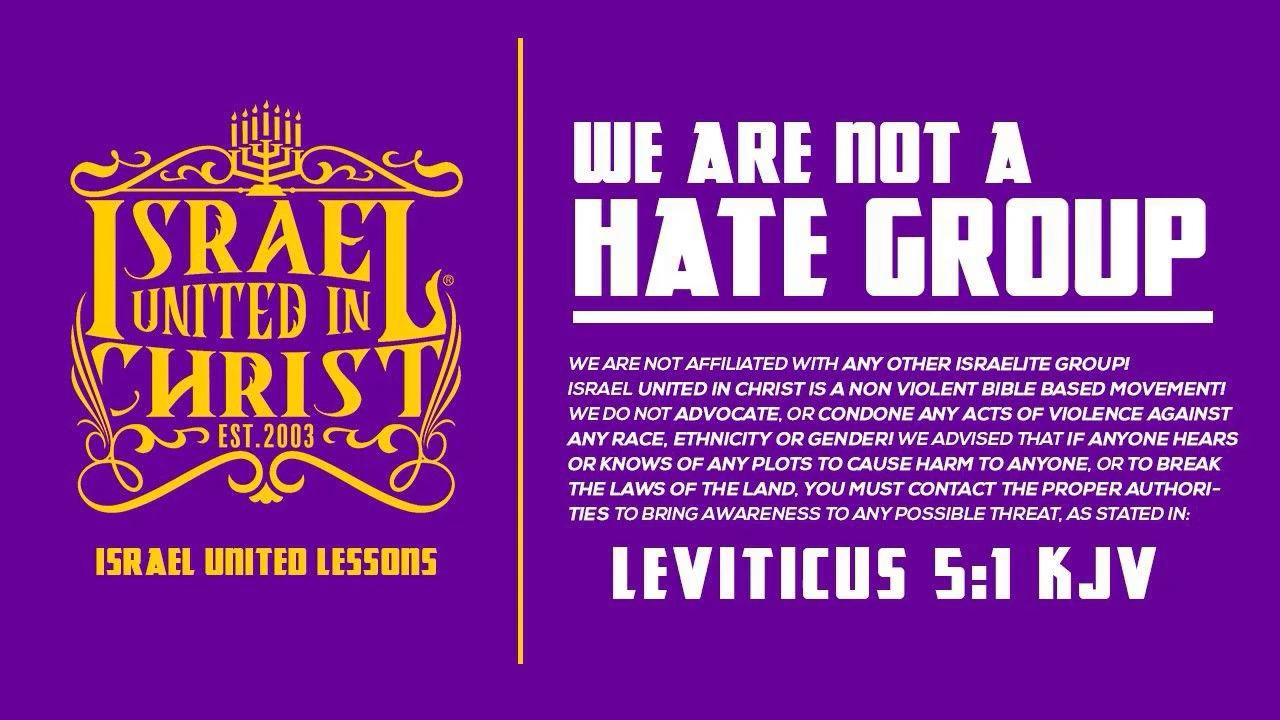 ISRAEL
UNITED IN
CHRIST®
EST.2003
ISRAEL UNITED LESSONS
WE ARE NOT A
HATE GROUP
WE ARE NOT AFFILIATED WITH ANY OTHER ISRAELITE GROUP!
ISRAEL UNITED IN CHRIST IS A NON VIOLENT BIBLE BASED MOVEMENT!
WE DO NOT ADVOCATE, OR CONDONE ANY ACTS OF VIOLENCE AGAINST
ANY RACE, ETHNICITY OR GENDER! WE ADVISED THAT IF ANYONE HEARS
OR KNOWS OF ANY PLOTS TO CAUSE HARM TO ANYONE, OR TO BREAK
THE LAWS OF THE LAND, YOU MUST CONTACT THE PROPER AUTHORI-
TIES TO BRING AWARENESS TO ANY POSSIBLE THREAT, AS STATED IN:
LEVITICUS 5:1 KJV